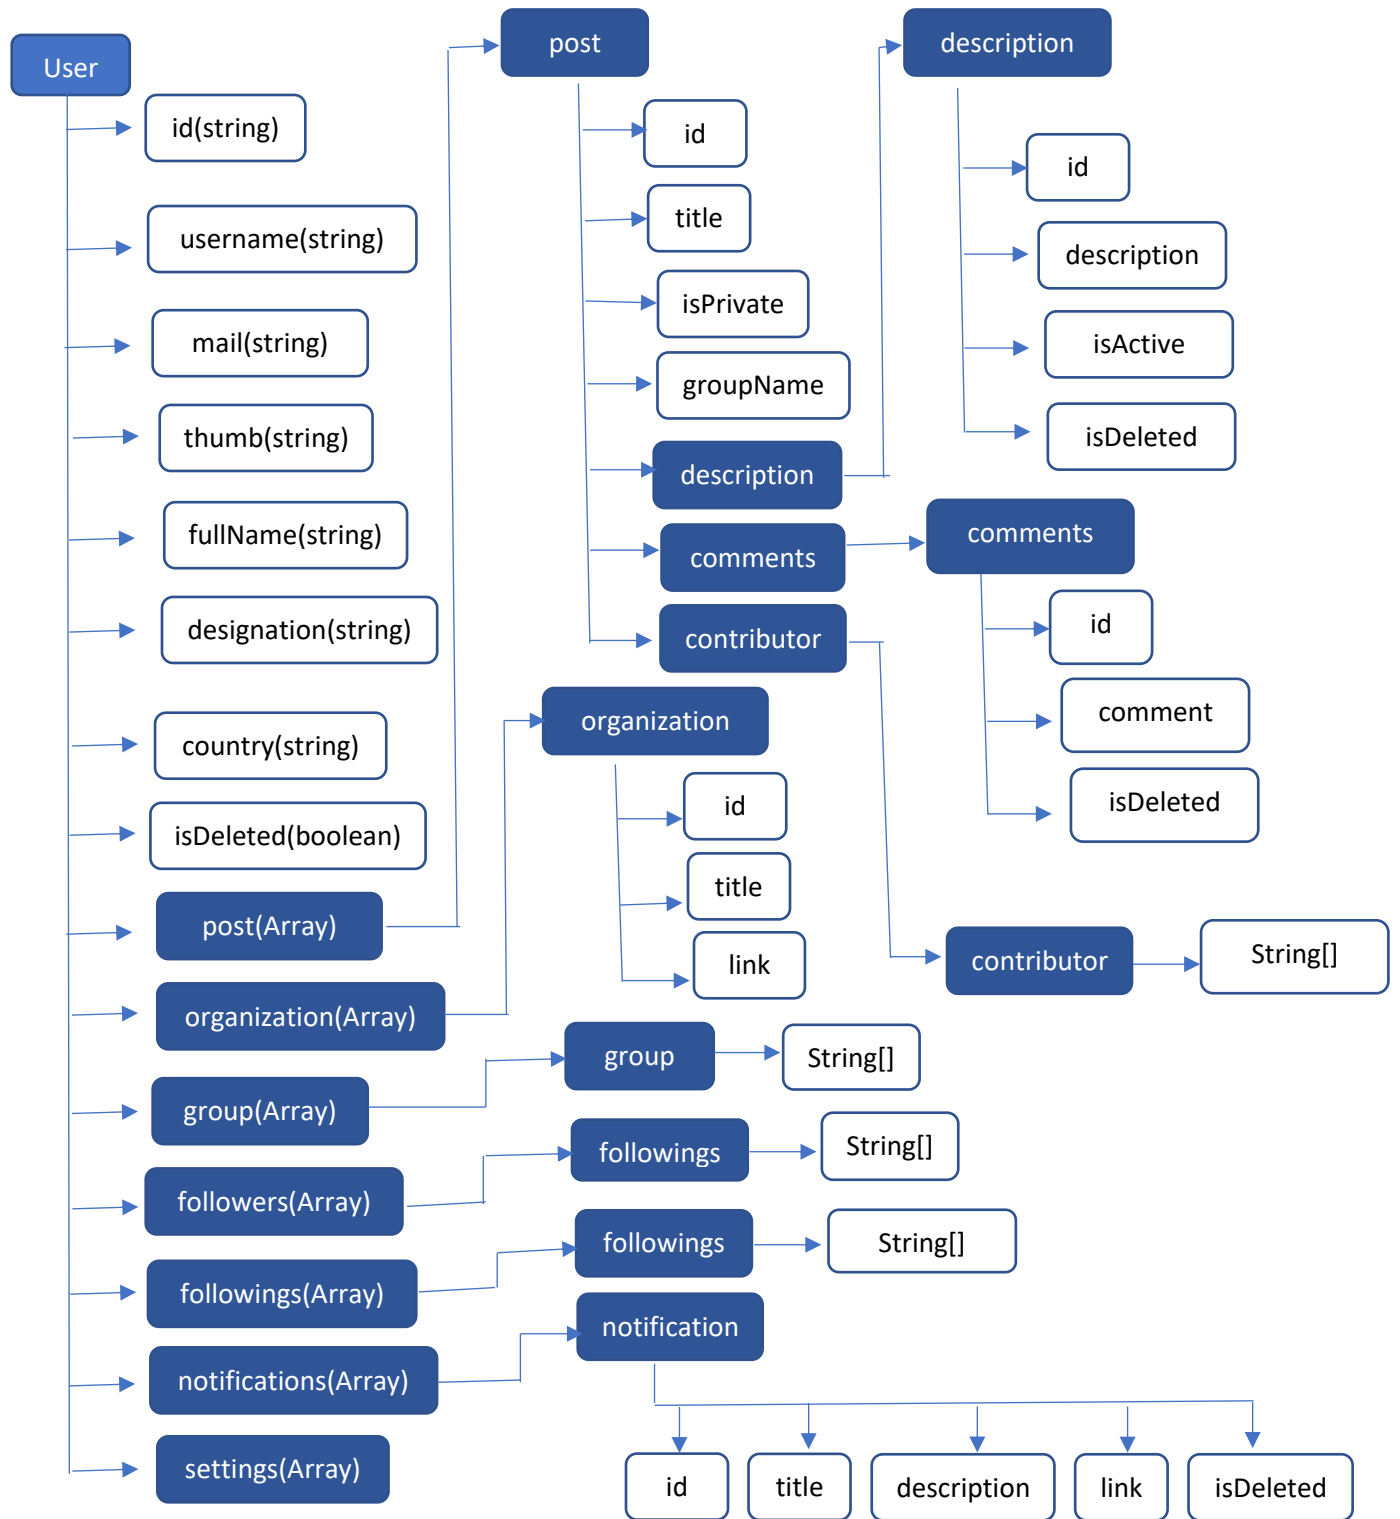 User
id(string)
username(string)
mail(string)
thumb(string)
fullName(string)
designation(string)
country(string)
isDeleted(boolean)
post(Array)
organization(Array)
group(Array)
followers(Array)
followings(Array)
notifications(Array)
settings(Array)
post
id
title
isPrivate
groupName
description
comments
contributor
description
id
description
isActive
isDeleted
comments
id
comment
isDeleted
contributor
String[]
organization
id
title
link
group
String[]
followings
String[]
followings
String[]
notification
id
title
description
link
isDeleted